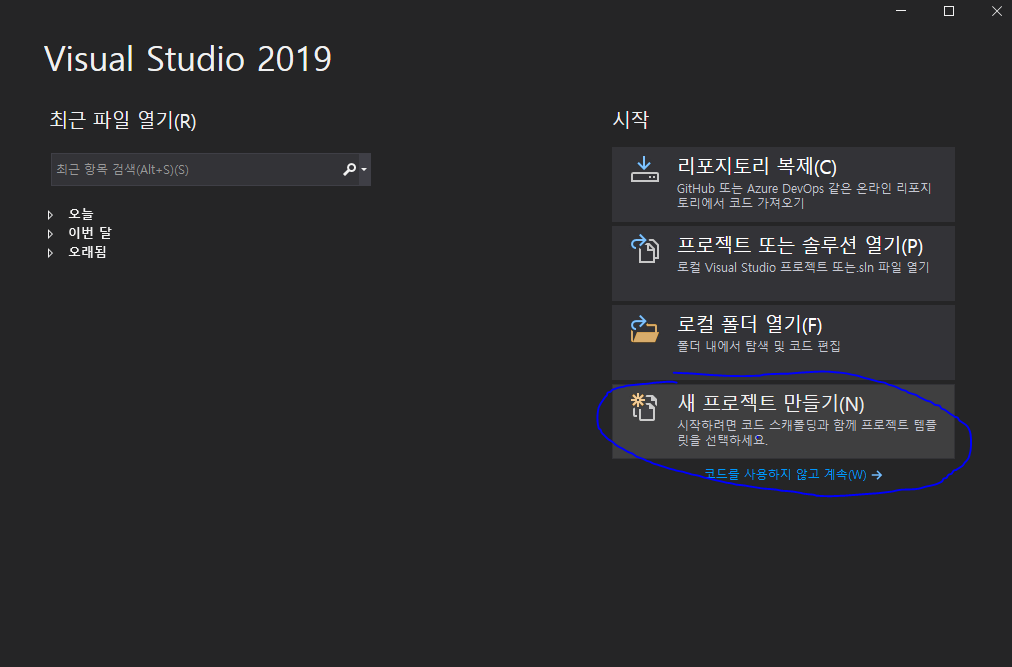 Visual Studio 2019
최근 파일 열기(R)
최근 항목 검색(Alt+S)(S)
오늘
이번 달
오래됨
시작
리포지토리 복제(C)
GitHub 또는 Azure DevOps 같은 온라인 리포지
토리에서 코드 가져오기
프로젝트 또는 솔루션 열기(P)
로컬 Visual Studio 프로젝트 또는.sln 파일 열기
로컬 폴더 열기(F)
폴더 내에서 탐색 및 코드 편집
새 프로젝트 만들기(N)
시작하려면 코드 스캐폴딩과 함께 프로젝트 템플
릿을 선택하세요.
코드를 사용하지 않고 계속(W) →